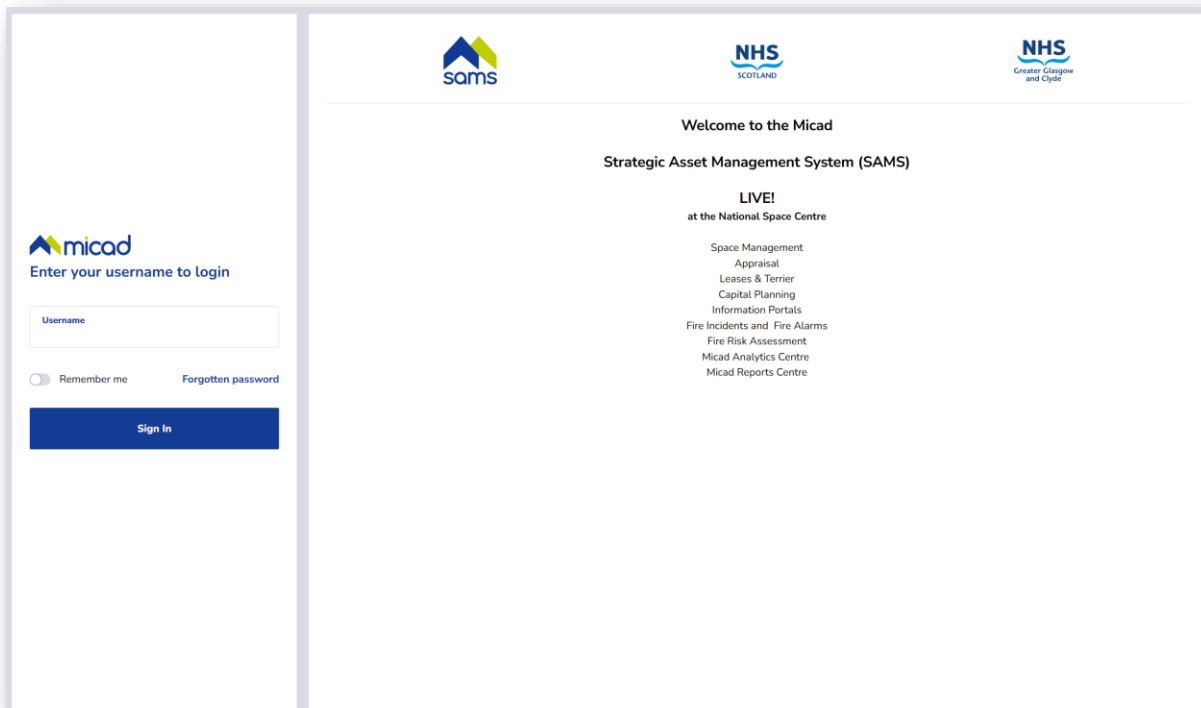 micad
Enter your username to login
Username
Remember me
Forgotten password
Sign In
sams
NHS
SCOTLAND
NHS
Greater Glasgow
and Clyde
Welcome to the Micad
Strategic Asset Management System (SAMS)
LIVE!
at the National Space Centre
Space Management
Appraisal
Leases & Terrier
Capital Planning
Information Portals
Fire Incidents and  Fire Alarms
Fire Risk Assessment
Micad Analytics Centre
Micad Reports Centre